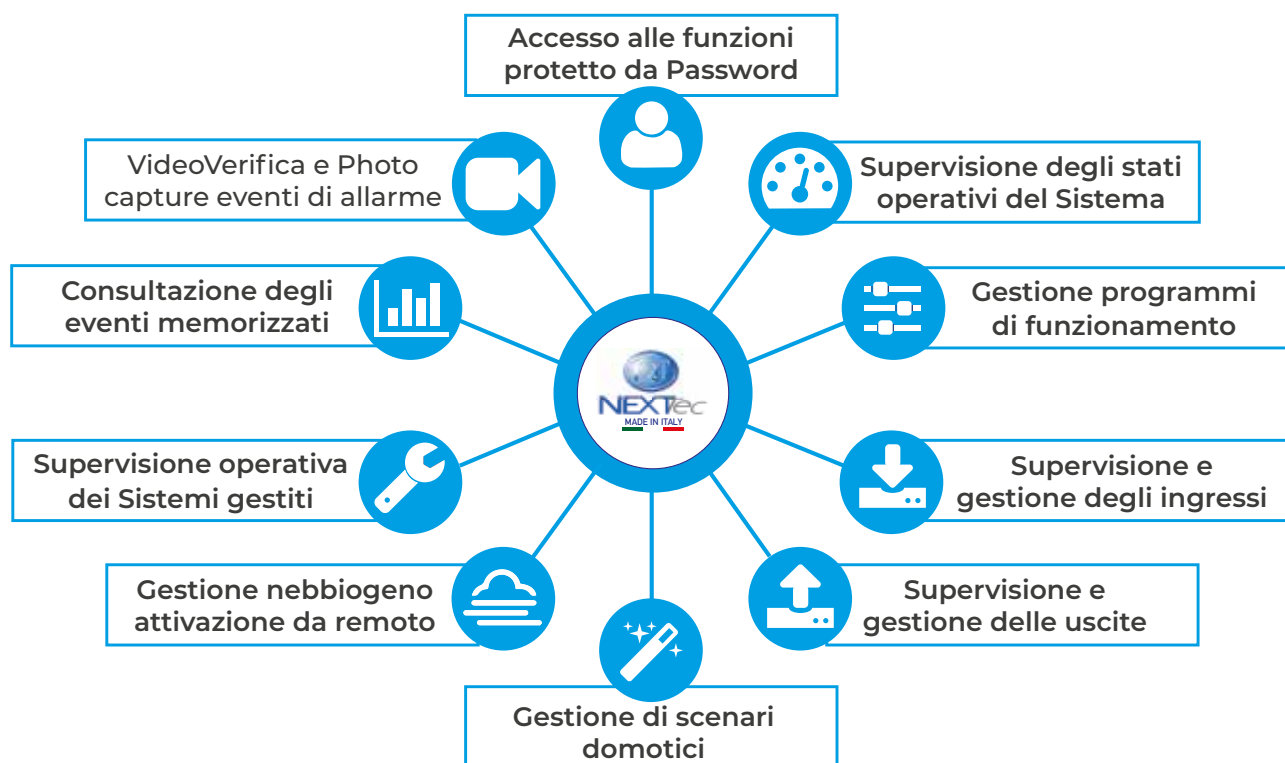 Accesso alle funzioni
protetto da Password
VideoVerifica e Photo
capture eventi di allarme
Supervisione degli stati
operativi del Sistema
Consultazione degli
eventi memorizzati
Gestione programmi
di funzionamento
NEXTec
MADE IN ITALY
Supervisione operativa
dei Sistemi gestiti
Supervisione e
gestione degli ingressi
Gestione nebbiogeno
attivazione da remoto
Supervisione e
gestione delle uscite
Gestione di scenari
domotici